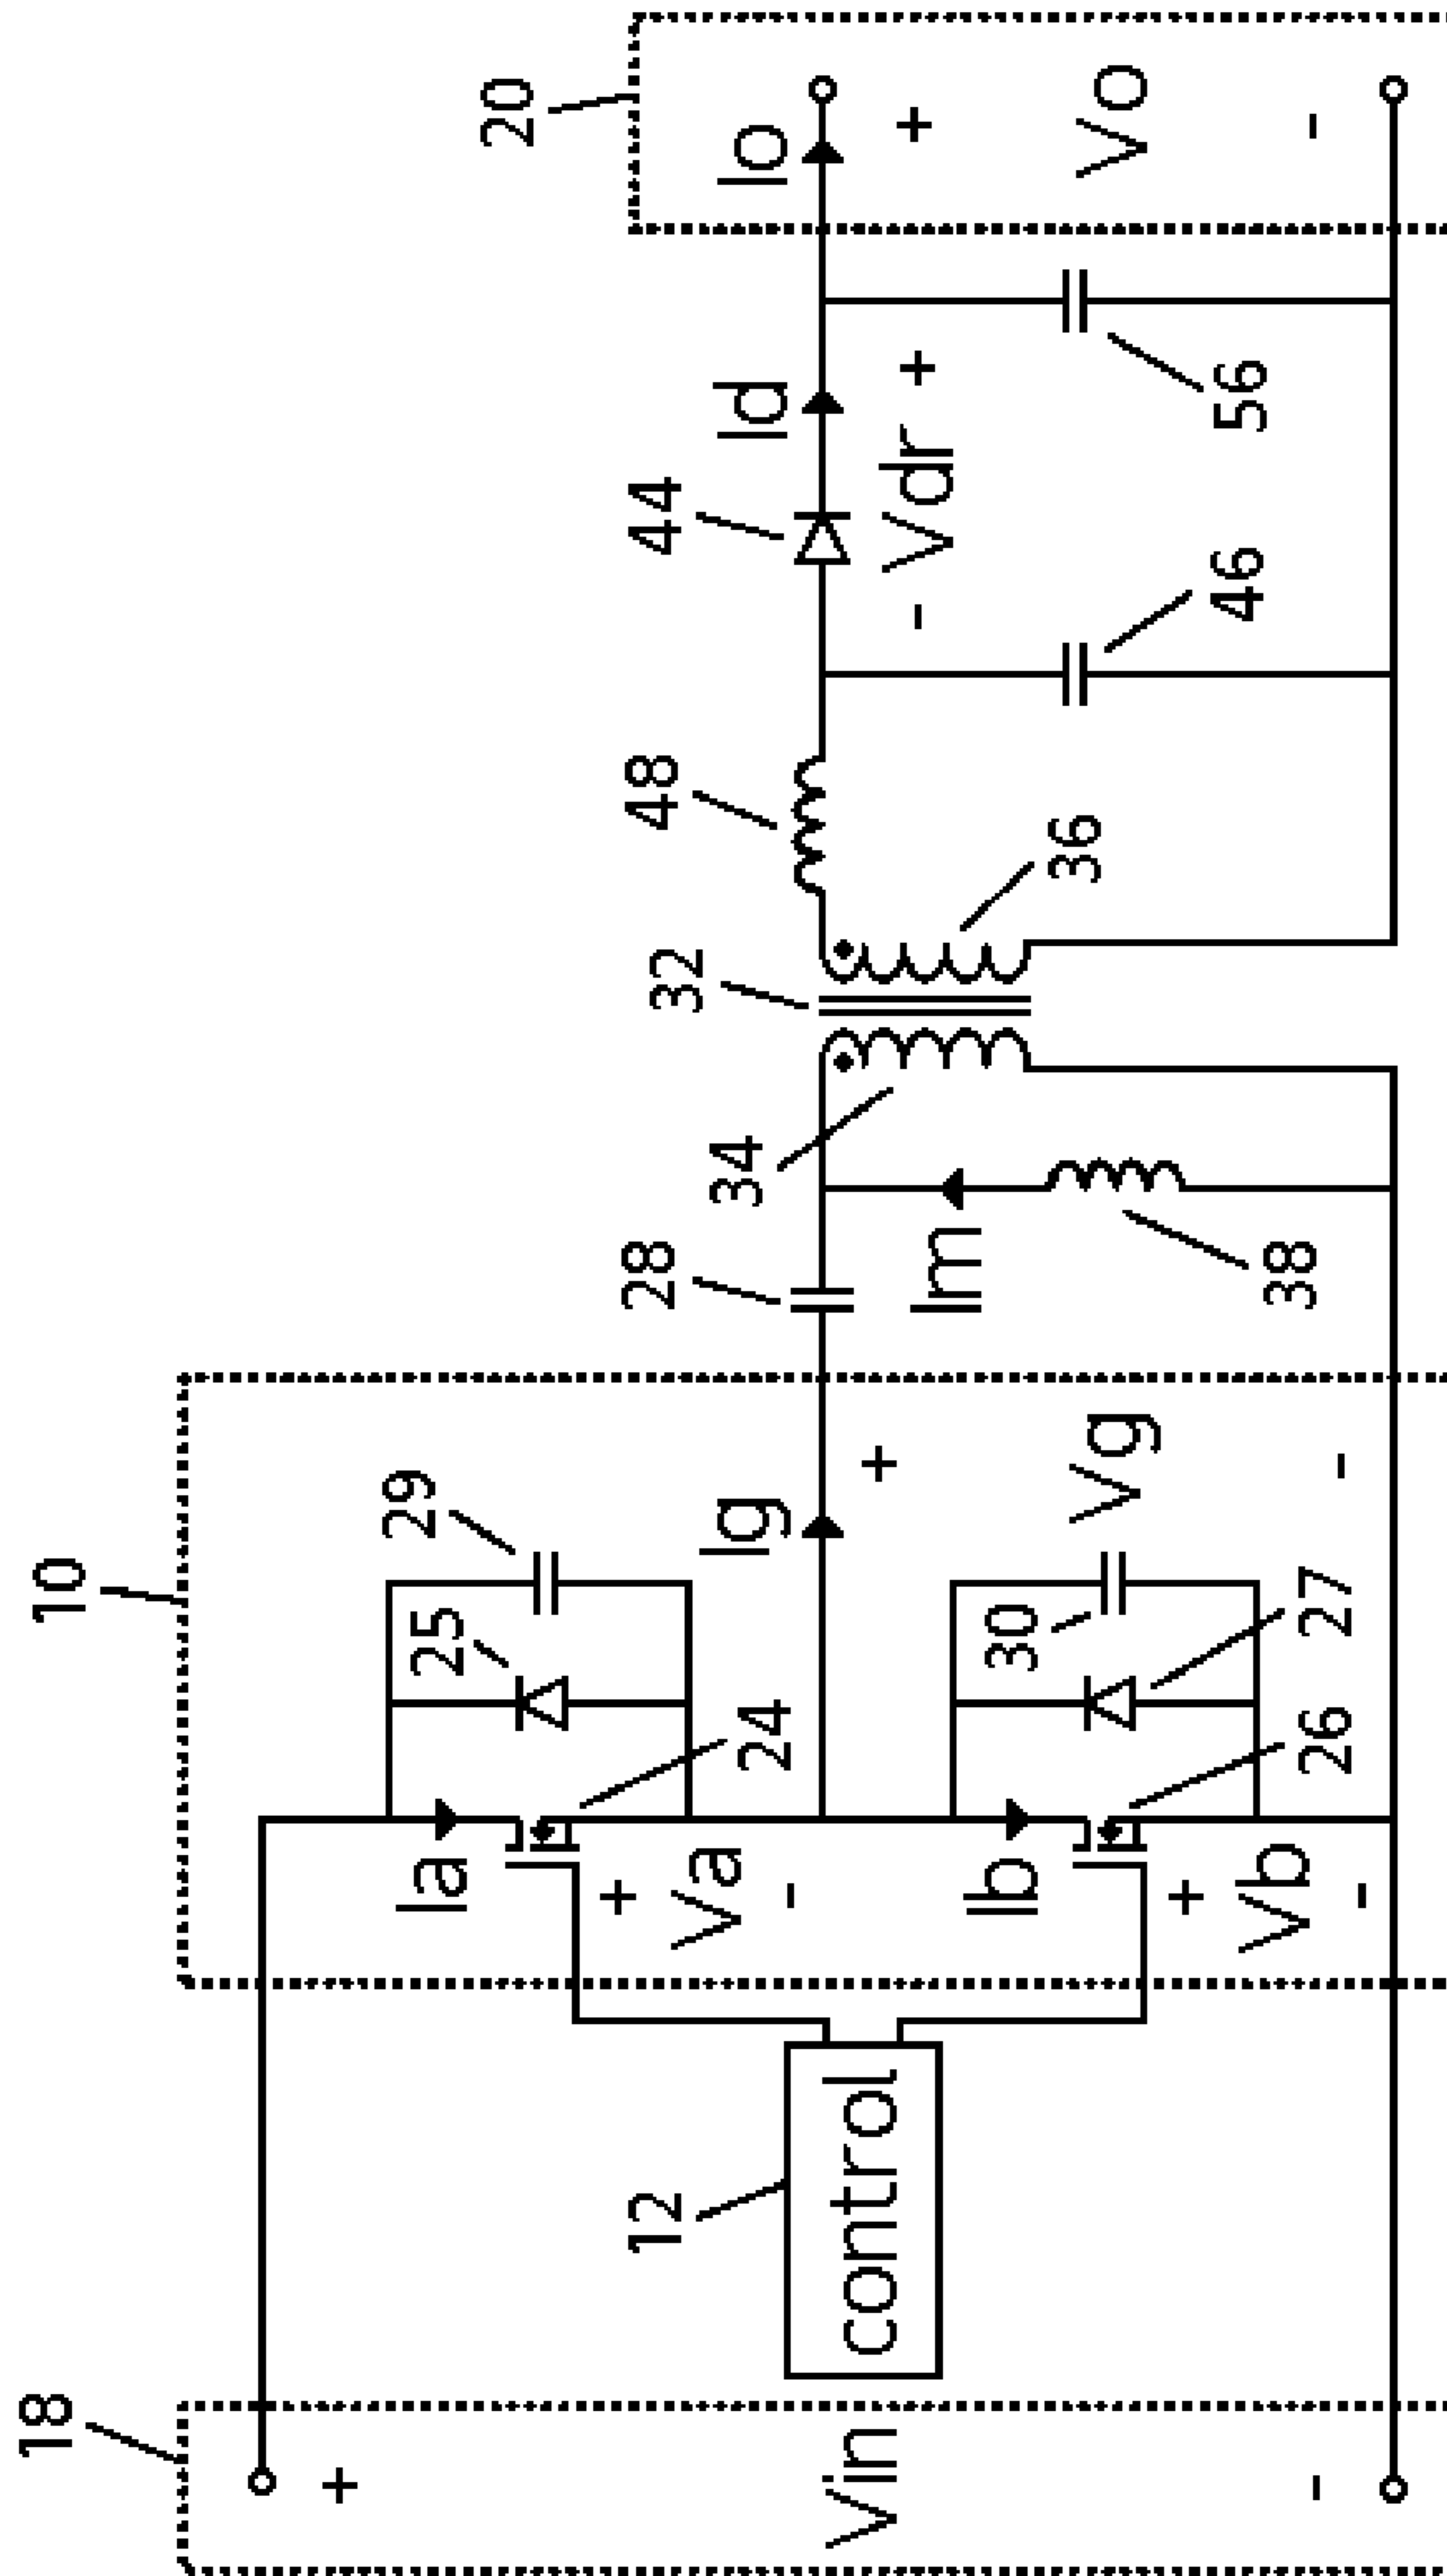 18
10
20
+
Vin
-
12
control
Ia
+
Va
-
24
25
29
Ib
+
Vb
-
26
27
30
Ig
+
Vg
-
28
Im
38
34
32
36
48
46
44
Id
- Vdr +
56
Io
+
Vo
-